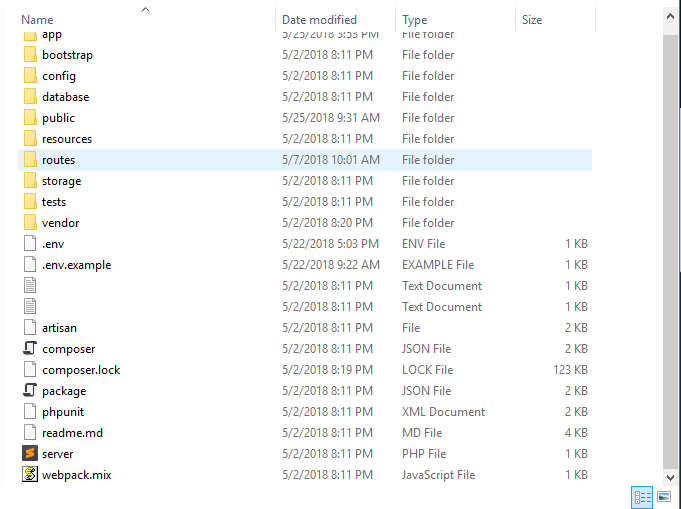 Name Date modified Type Size
app 5/25/2018 3:53 PM File folder
bootstrap 5/2/2018 8:11 PM File folder
config 5/2/2018 8:11 PM File folder
database 5/2/2018 8:11 PM File folder
public 5/25/2018 9:31 AM File folder
resources 5/2/2018 8:11 PM File folder
routes 5/7/2018 10:01 AM File folder
storage 5/2/2018 8:11 PM File folder
tests 5/2/2018 8:11 PM File folder
vendor 5/2/2018 8:20 PM File folder
.env 5/22/2018 5:03 PM ENV File 1 KB
.env.example 5/22/2018 9:22 AM EXAMPLE File 1 KB
5/2/2018 8:11 PM Text Document 1 KB
5/2/2018 8:11 PM Text Document 1 KB
artisan 5/2/2018 8:11 PM File 2 KB
composer 5/2/2018 8:11 PM JSON File 2 KB
composer.lock 5/2/2018 8:19 PM LOCK File 123 KB
package 5/2/2018 8:11 PM JSON File 2 KB
phpunit 5/2/2018 8:11 PM XML Document 2 KB
readme.md 5/2/2018 8:11 PM MD File 4 KB
server 5/2/2018 8:11 PM PHP File 1 KB
webpack.mix 5/2/2018 8:11 PM JavaScript File 1 KB